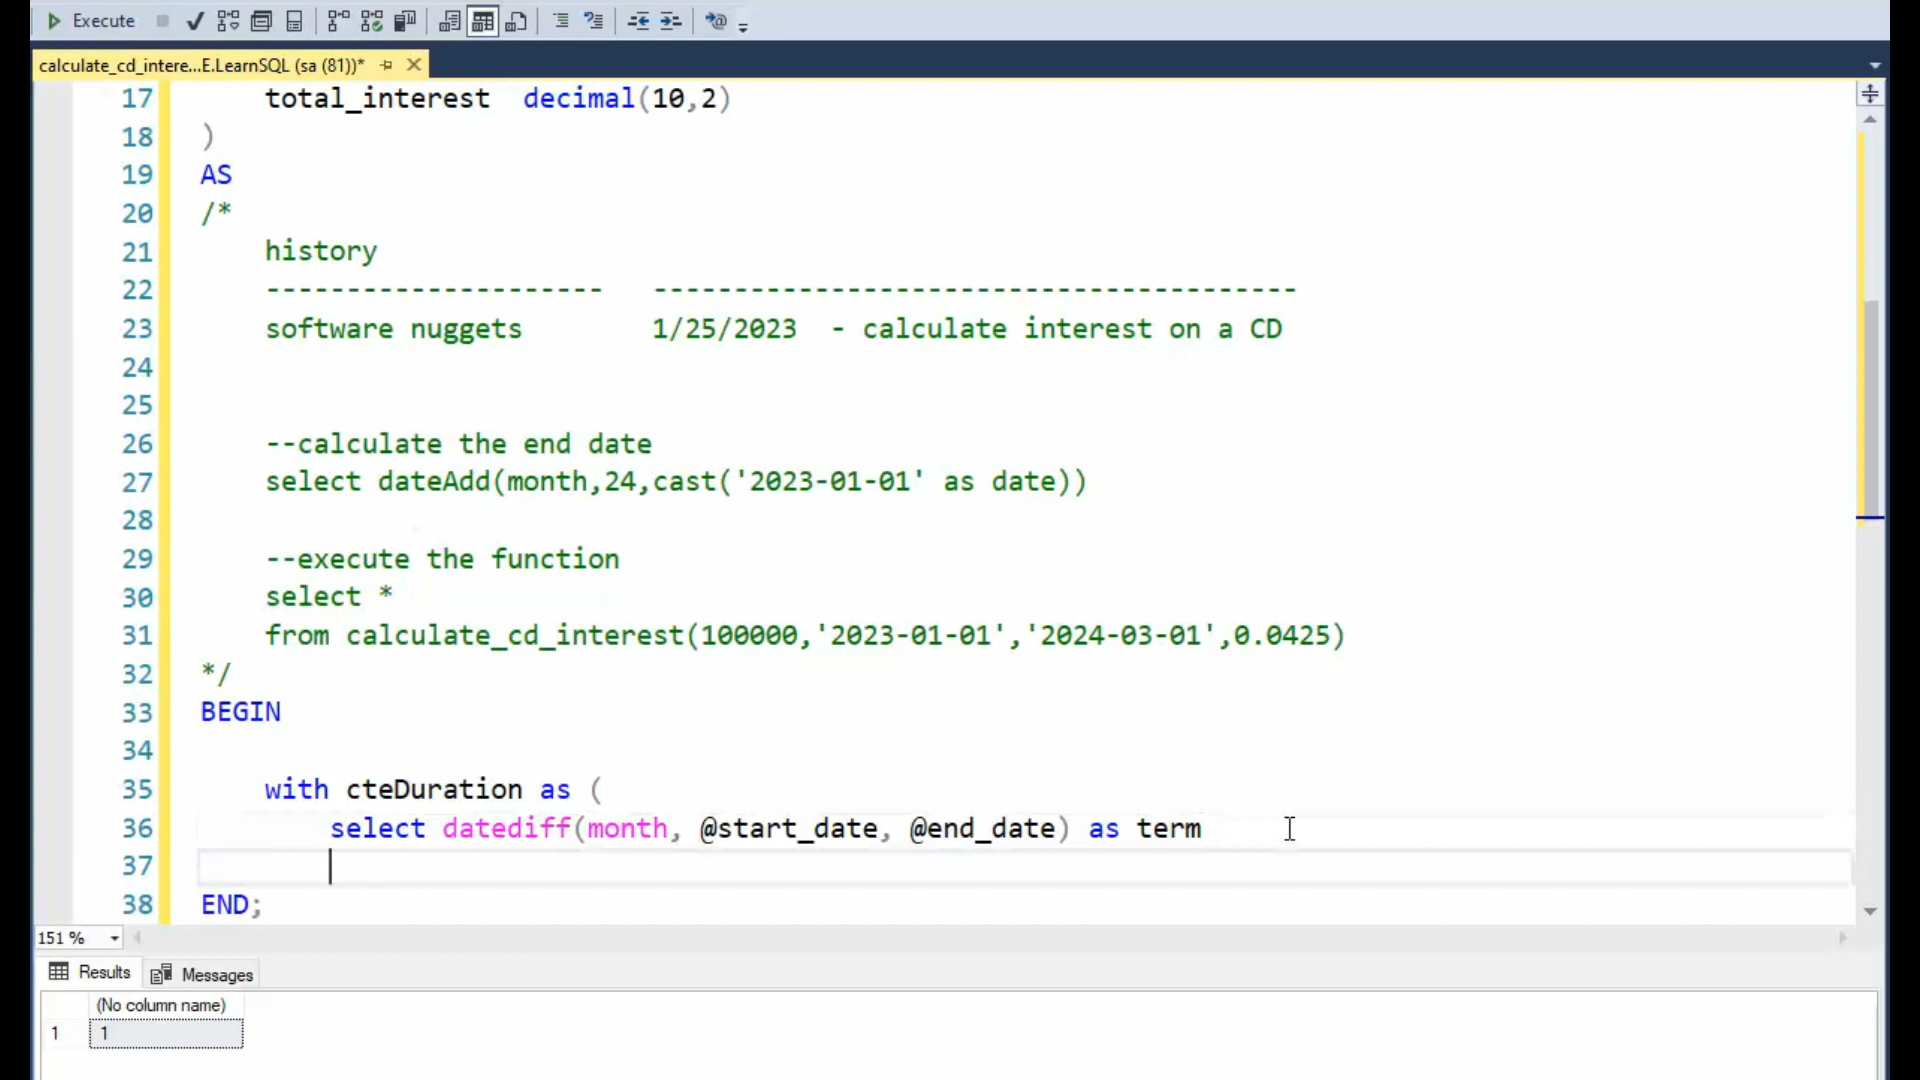 Execute
calculate_cd_intere...E.LearnSQL (sa (81))*
17 total_interest decimal(10,2)
18 )
19 AS
20 /*
21 history
22 --------------------- ----------------------------------------
23 software nuggets 1/25/2023 - calculate interest on a CD
24
25
26 --calculate the end date
27 select dateAdd(month,24,cast('2023-01-01' as date))
28
29 --execute the function
30 select *
31 from calculate_cd_interest(100000,'2023-01-01','2024-03-01',0.0425)
32 */
33 BEGIN
34
35 with cteDuration as (
36 select datediff(month, @start_date, @end_date) as term
37
38 END;
151 %
Results Messages
(No column name)
1 1